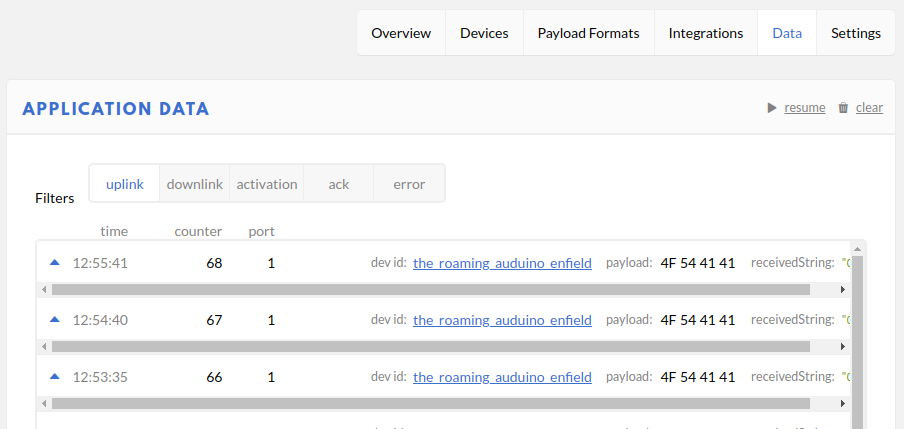 Overview Devices Payload Formats Integrations Data Settings
APPLICATION DATA resume clear
Filters uplink downlink activation ack error
time counter port
12:55:41 68 1 dev id: the_roaming_auduino_enfield payload: 4F 54 41 41 receivedString:
12:54:40 67 1 dev id: the_roaming_auduino_enfield payload: 4F 54 41 41 receivedString:
12:53:35 66 1 dev id: the_roaming_auduino_enfield payload: 4F 54 41 41 receivedString: